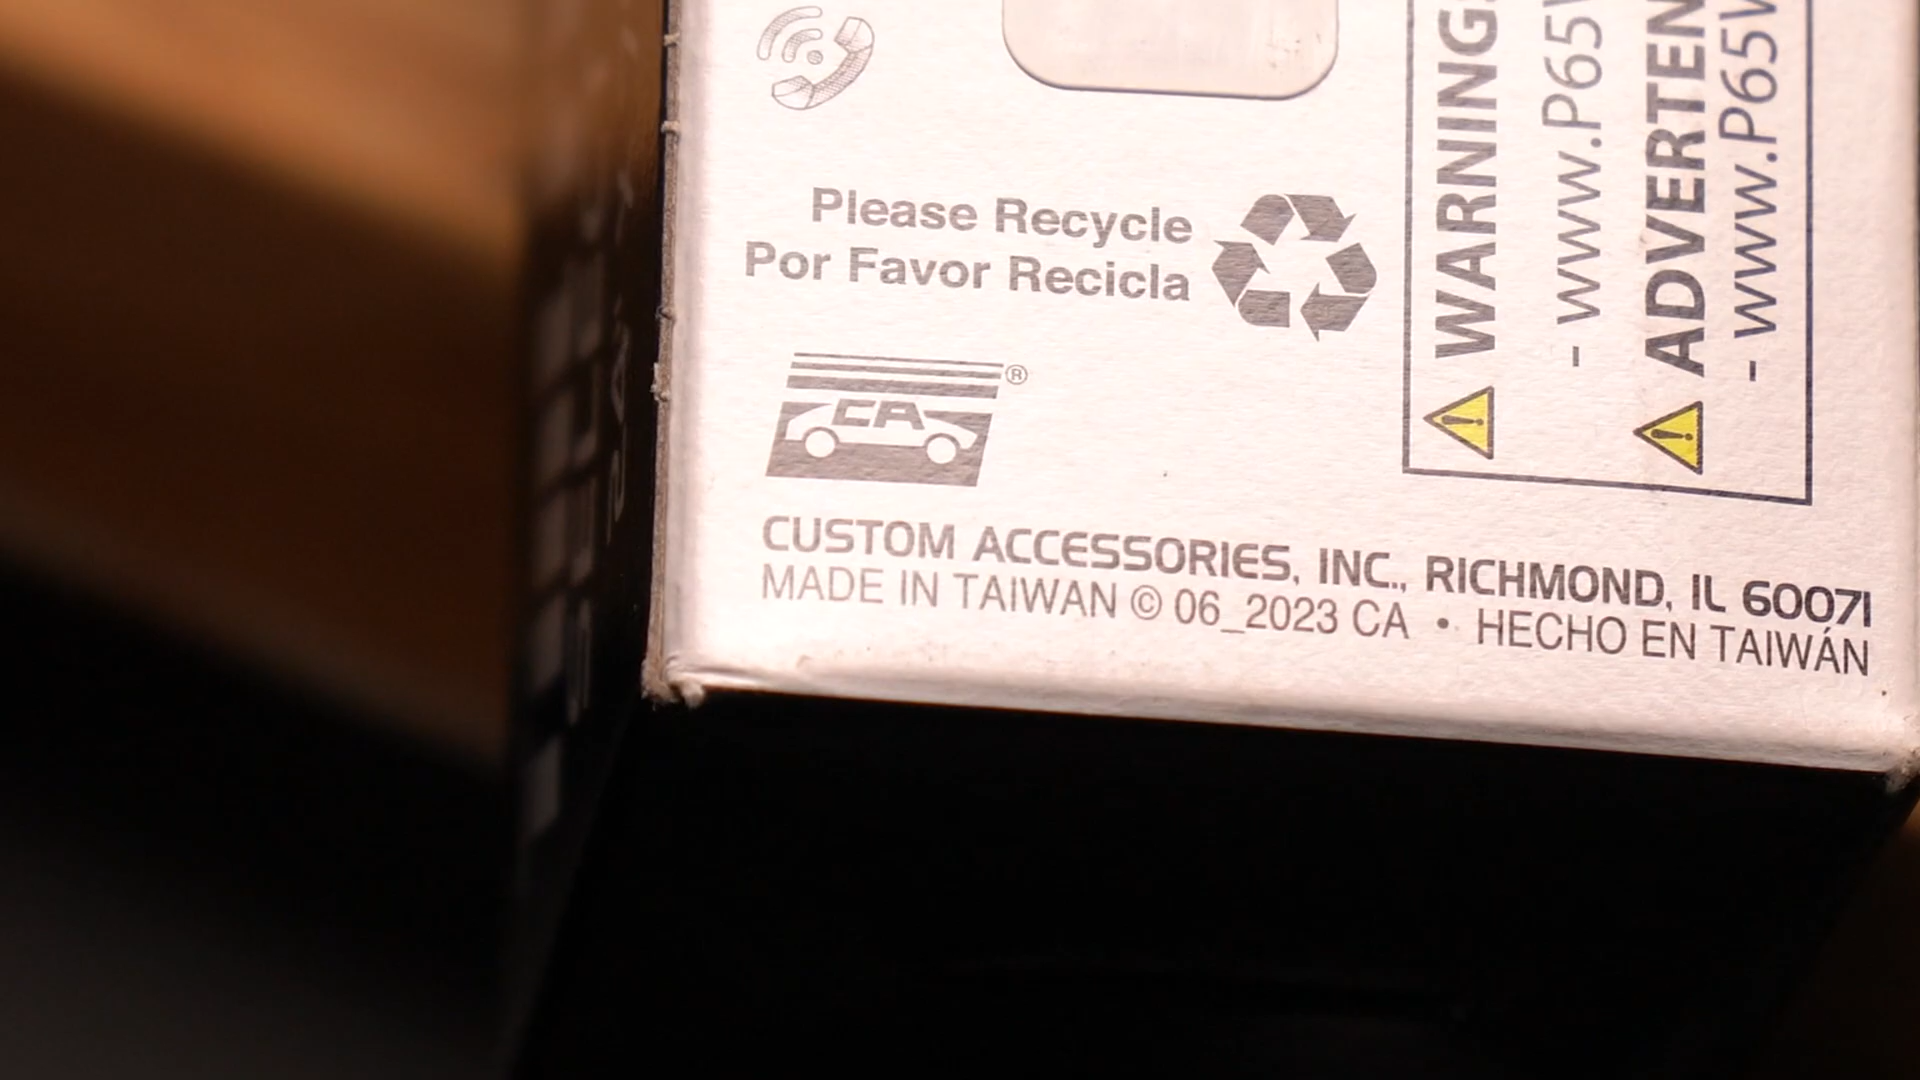 Please Recycle
Por Favor Recicla
CA®
CUSTOM ACCESSORIES, INC., RICHMOND, IL 60071
MADE IN TAIWAN © 06_2023 CA • HECHO EN TAIWÁN
WARNING:
- www.P65W
ADVERTEN
- www.P65W